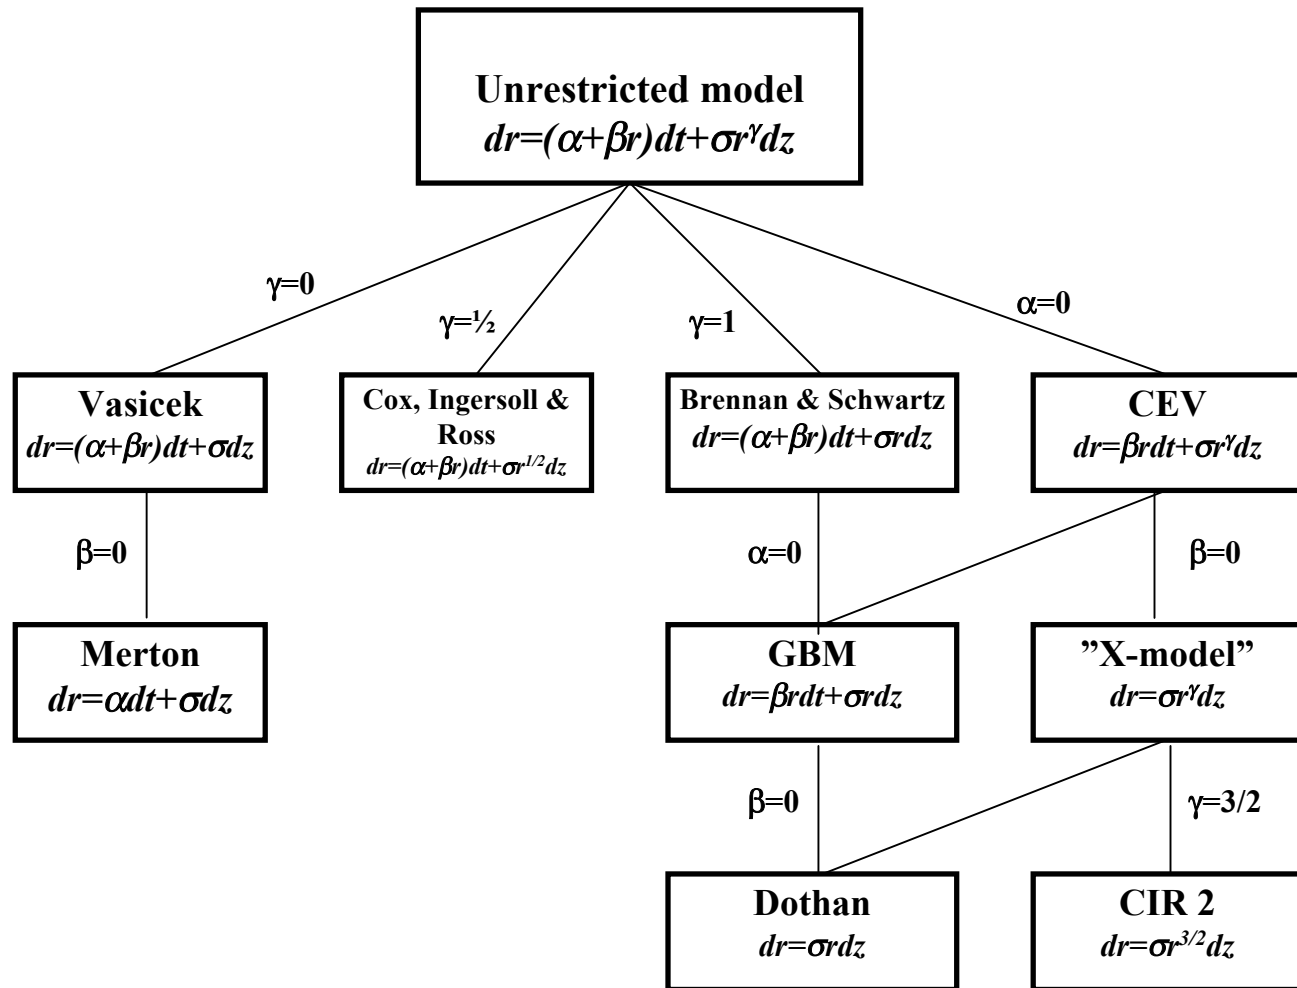 Unrestricted model
dr=(α+βr)dt+σr^γdz
γ=0
γ=½
γ=1
α=0
Vasicek
dr=(α+βr)dt+σdz
Cox, Ingersoll &
Ross
dr=(α+βr)dt+σr^1/2dz
Brennan & Schwartz
dr=(α+βr)dt+σrdz
CEV
dr=βrdt+σr^γdz
β=0
α=0
β=0
Merton
dr=αdt+σdz
GBM
dr=βrdt+σrdz
”X-model”
dr=σr^γdz
β=0
γ=3/2
Dothan
dr=σrdz
CIR 2
dr=σr^3/2dz